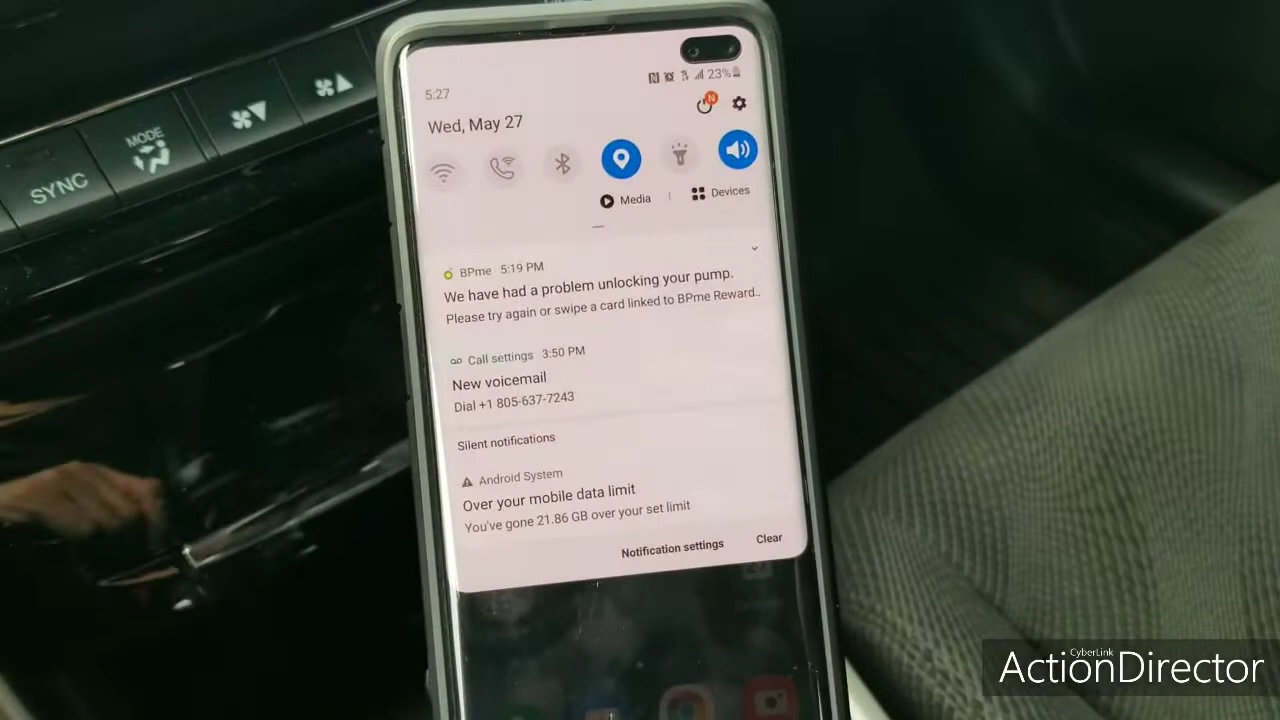 SYNC
MODE
5:27
23%
Wed, May 27
N
Media
Devices
BPme 5:19 PM
We have had a problem unlocking your pump.
Please try again or swipe a card linked to BPme Reward..
Call settings 3:50 PM
New voicemail
Dial +1 805-637-7243
Silent notifications
Android System
Over your mobile data limit
You've gone 21.86 GB over your set limit
Notification settings
Clear
CyberLink
ActionDirector